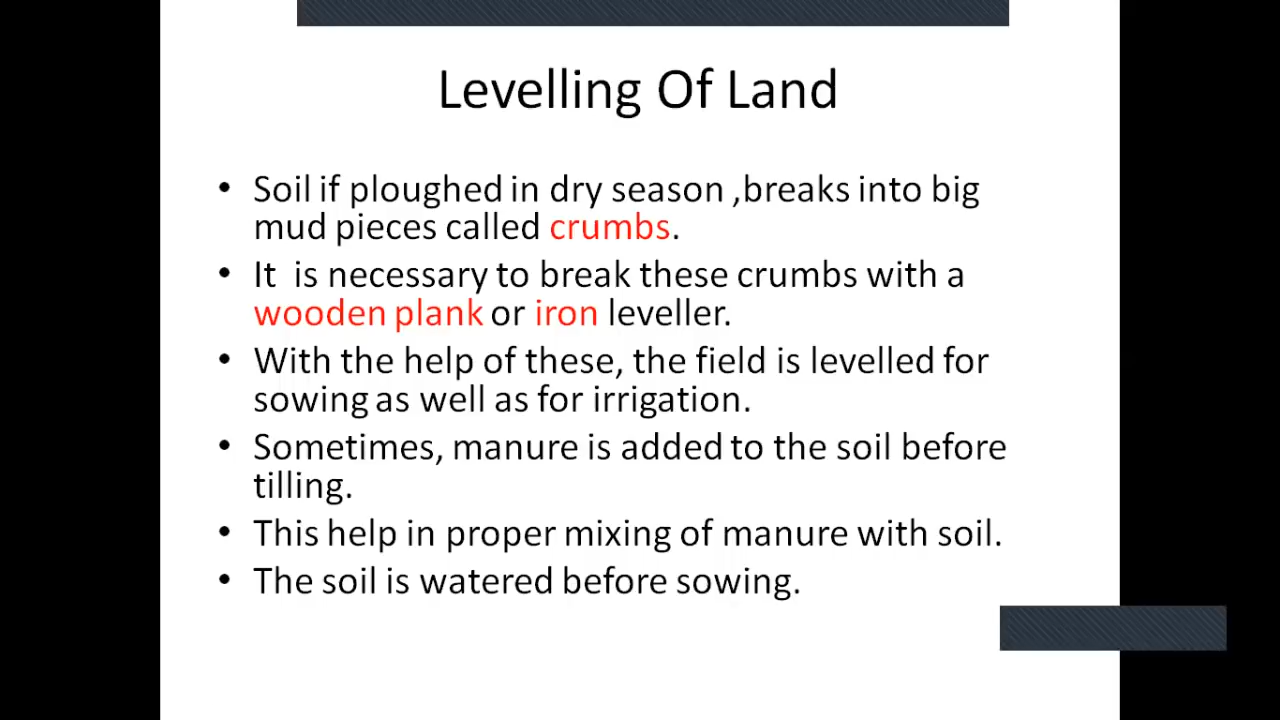 Levelling Of Land
• Soil if ploughed in dry season ,breaks into big
mud pieces called crumbs.
• It  is necessary to break these crumbs with a
wooden plank or iron leveller.
• With the help of these, the field is levelled for
sowing as well as for irrigation.
• Sometimes, manure is added to the soil before
tilling.
• This help in proper mixing of manure with soil.
• The soil is watered before sowing.